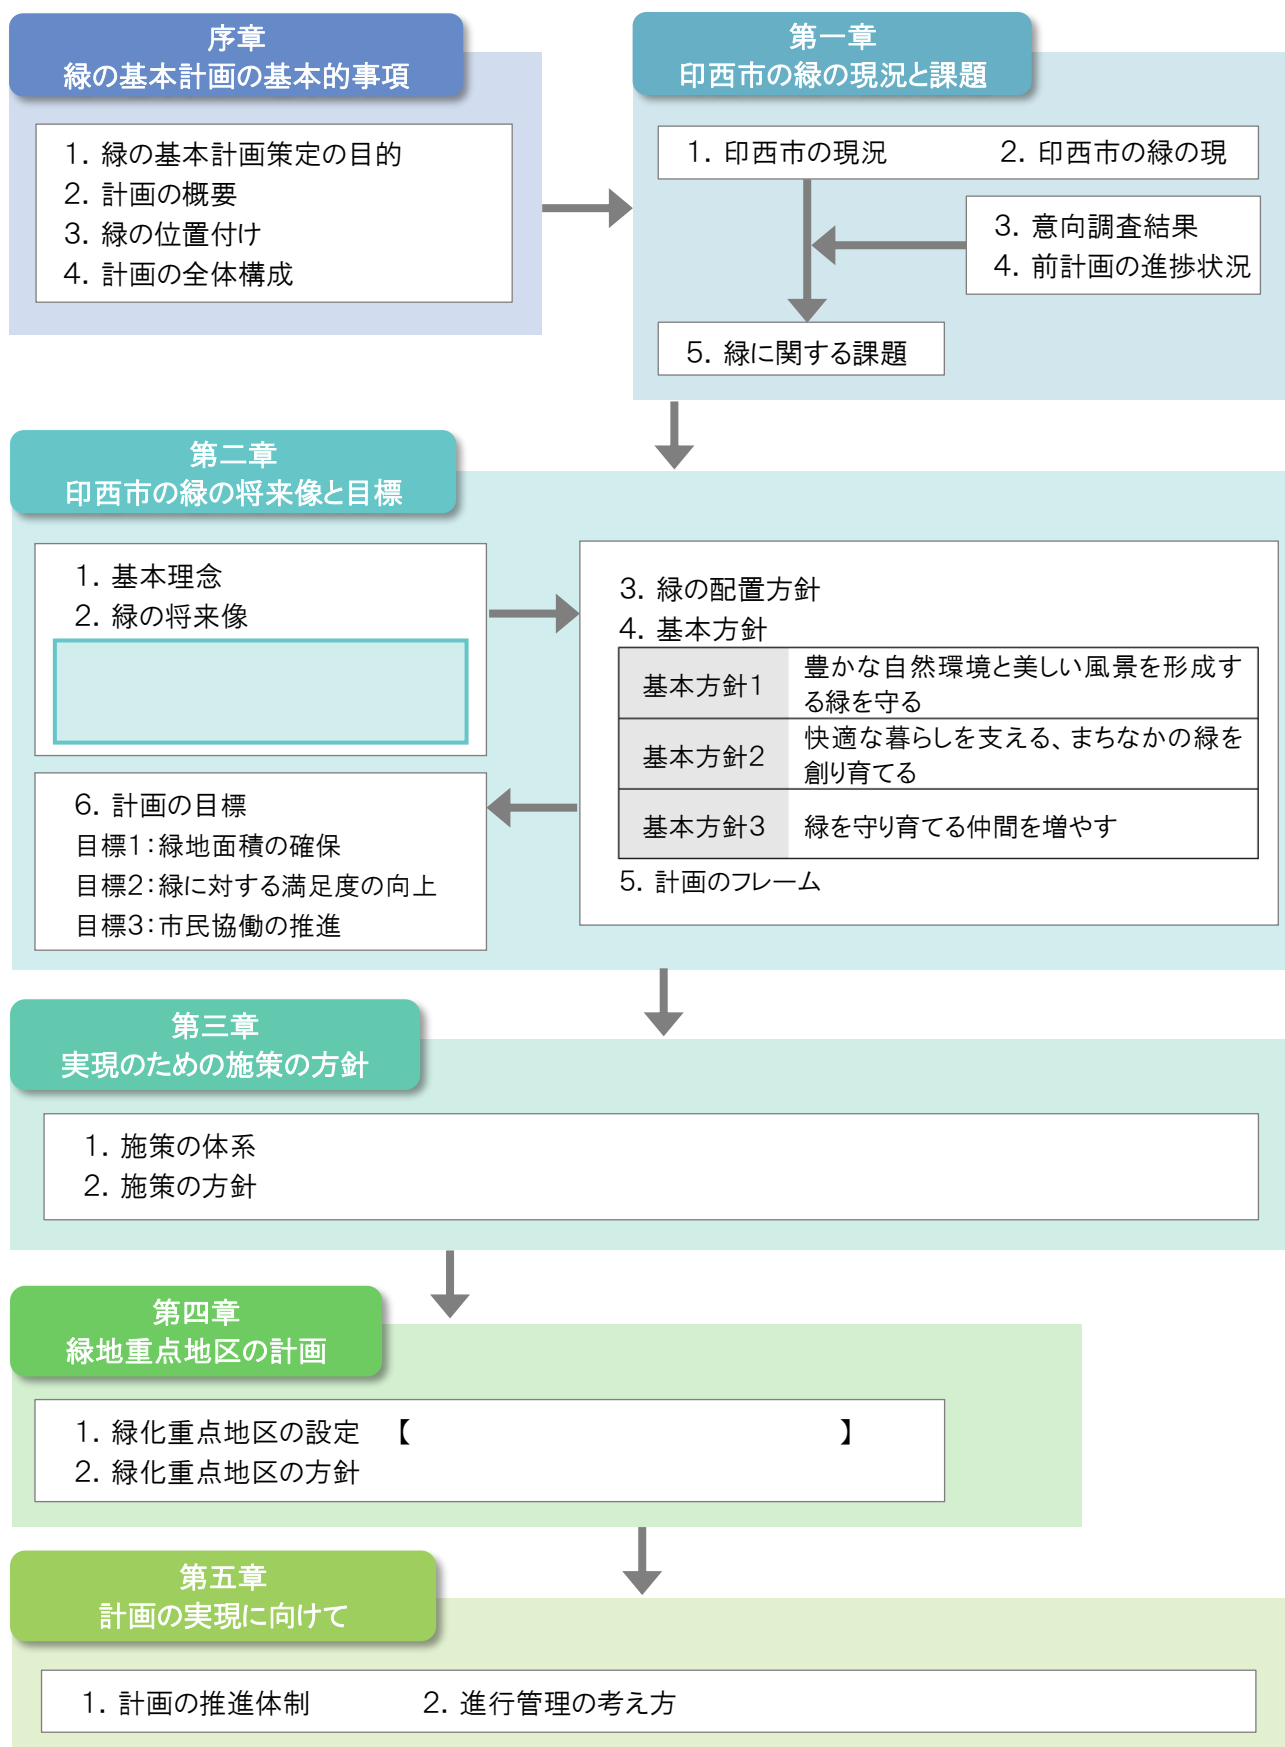 序章
緑の基本計画の基本的事項
1. 緑の基本計画策定の目的
2. 計画の概要
3. 緑の位置付け
4. 計画の全体構成
第一章
印西市の緑の現況と課題
1. 印西市の現況
2. 印西市の緑の現
3. 意向調査結果
4. 前計画の進捗状況
5. 緑に関する課題
第二章
印西市の緑の将来像と目標
1. 基本理念
2. 緑の将来像
3. 緑の配置方針
4. 基本方針
基本方針1
豊かな自然環境と美しい風景を形成す
る緑を守る
基本方針2
快適な暮らしを支える、まちなかの緑を
創り育てる
基本方針3
緑を守り育てる仲間を増やす
5. 計画のフレーム
6. 計画の目標
目標1：緑地面積の確保
目標2：緑に対する満足度の向上
目標3：市民協働の推進
第三章
実現のための施策の方針
1. 施策の体系
2. 施策の方針
第四章
緑地重点地区の計画
1. 緑化重点地区の設定 【 】
2. 緑化重点地区の方針
第五章
計画の実現に向けて
1. 計画の推進体制
2. 進行管理の考え方